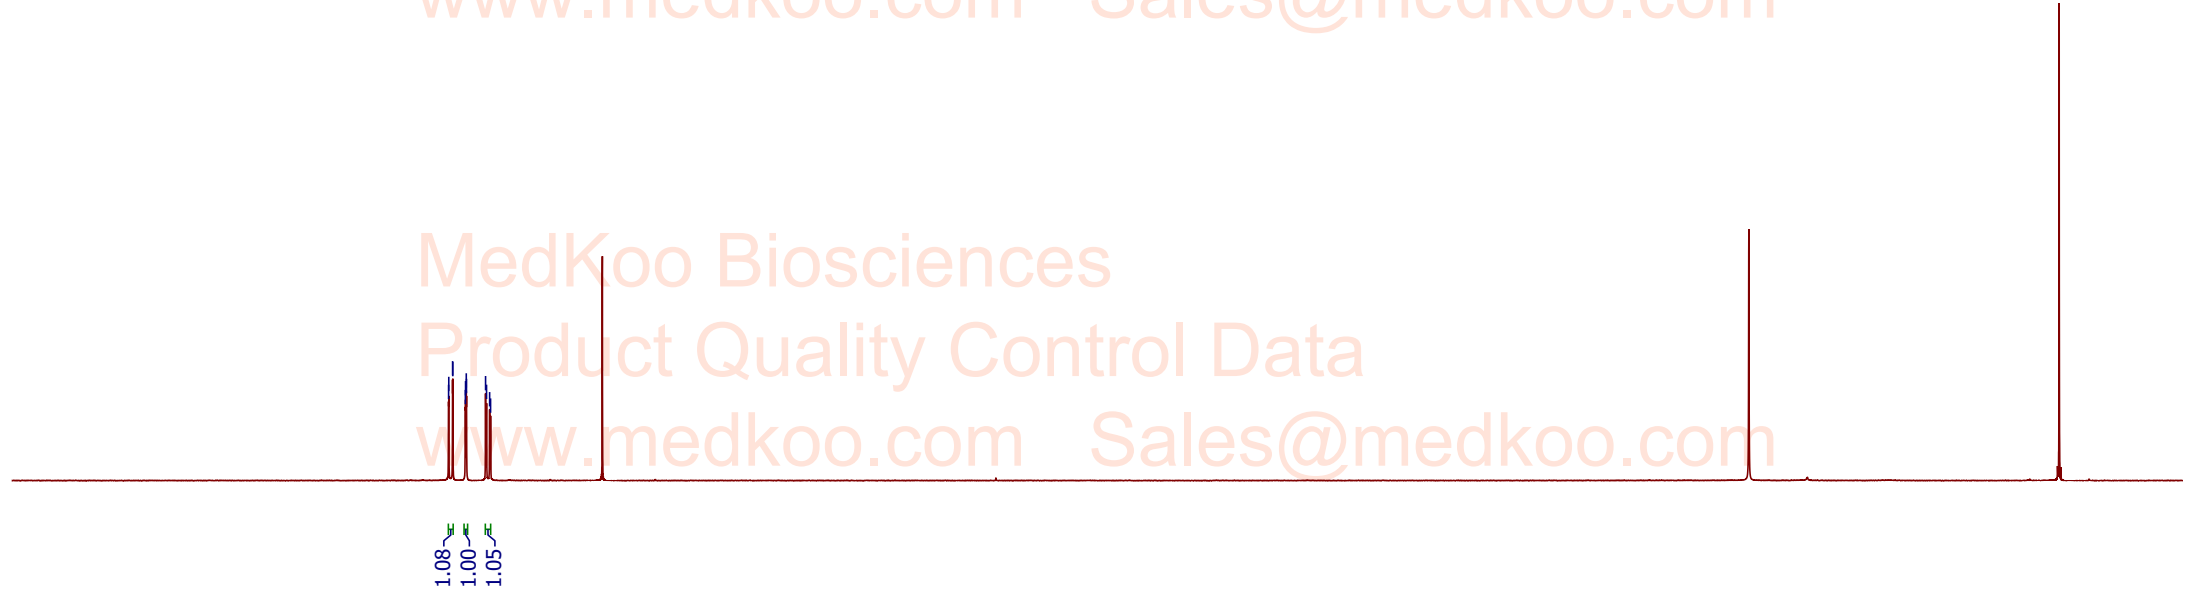 www.medkoo.com Sales@medkoo.com
MedKoo Biosciences
Product Quality Control Data
www.medkoo.com Sales@medkoo.com
1.08
1.00
1.05